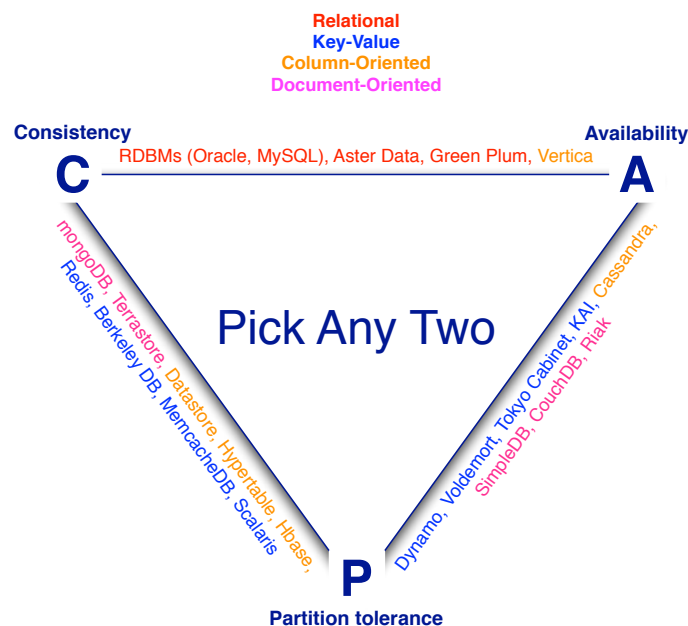 Relational
Key-Value
Column-Oriented
Document-Oriented
Consistency
Availability
C
RDBMs (Oracle, MySQL), Aster Data, Green Plum, Vertica
A
mongoDB, Terrastore, Datastore, Hypertable, Hbase,
Redis, Berkeley DB, MemcacheDB, Scalaris
Pick Any Two
Dynamo, Voldemort, Tokyo Cabinet, KAI, Cassandra,
SimpleDB, CouchDB, Riak
P
Partition tolerance